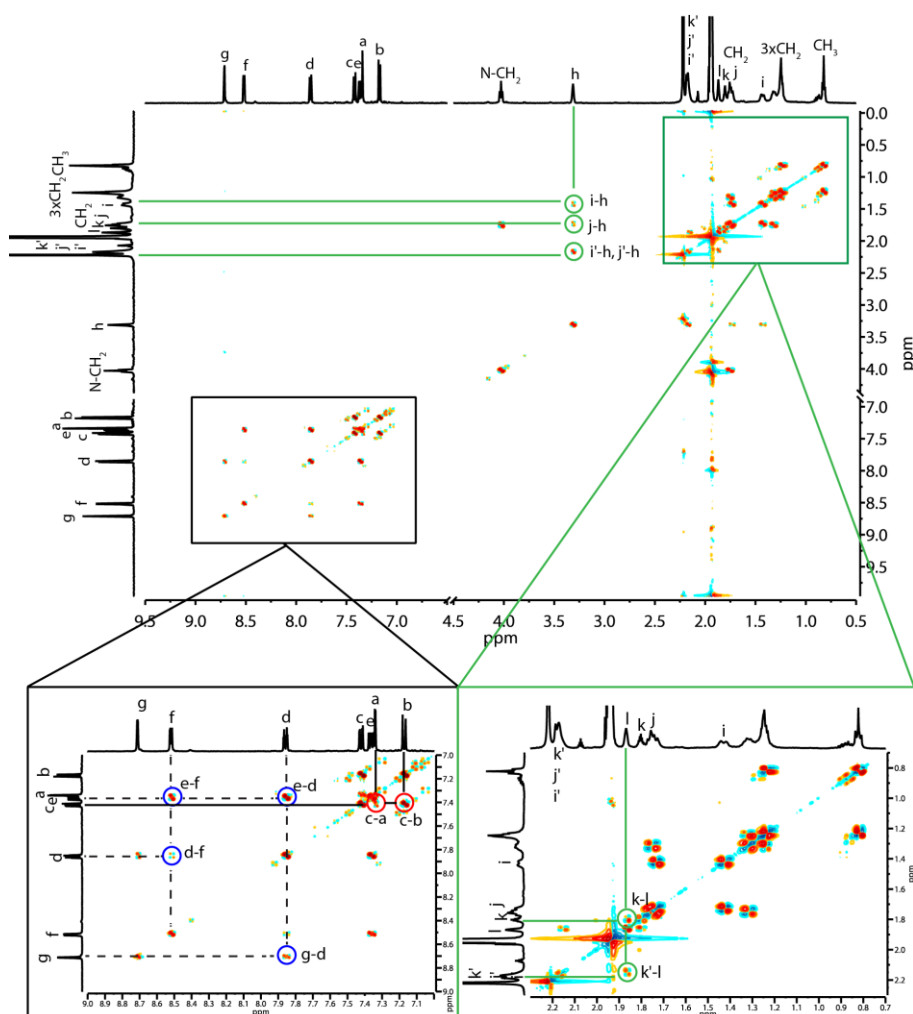 g f d c e a b N-CH₂ h k' j' i' l k CH₂ j i 3xCH₂ CH₃
3xCH₂ CH₃
i
CH₂
l k j
k' j' i'
h
N-CH₂
a b
e c
d
f
g
i-h
j-h
i'-h, j'-h
0.0
0.5
1.0
1.5
2.0
2.5
3.0
3.5
4.0
7.0
7.5
8.0
8.5
9.0
9.5
ppm
9.5 9.0 8.5 8.0 7.5 7.0 6.5 4.5 4.0 3.5 3.0 2.5 2.0 1.5 1.0 0.5
ppm ppm
g f d c e a b
b
a
c e
d
f
g
e-f e-d
c-a c-b
d-f
g-d
7.0
7.2
7.4
7.6
7.8
8.0
8.2
8.4
8.6
8.8
9.0
ppm
9.0 8.9 8.8 8.7 8.6 8.5 8.4 8.3 8.2 8.1 8.0 7.9 7.8 7.7 7.6 7.5 7.4 7.3 7.2 7.1
ppm
k'
j'
i'
l k j i
i
k j
l
k' i'
k-l
k'-l
0.8
1.0
1.2
1.4
1.6
1.8
2.0
2.2
ppm
2.2 2.1 1.9 1.8 1.7 1.6 1.5 1.4 1.3 1.2 1.1 1.0 0.9 0.8 0.7
ppm